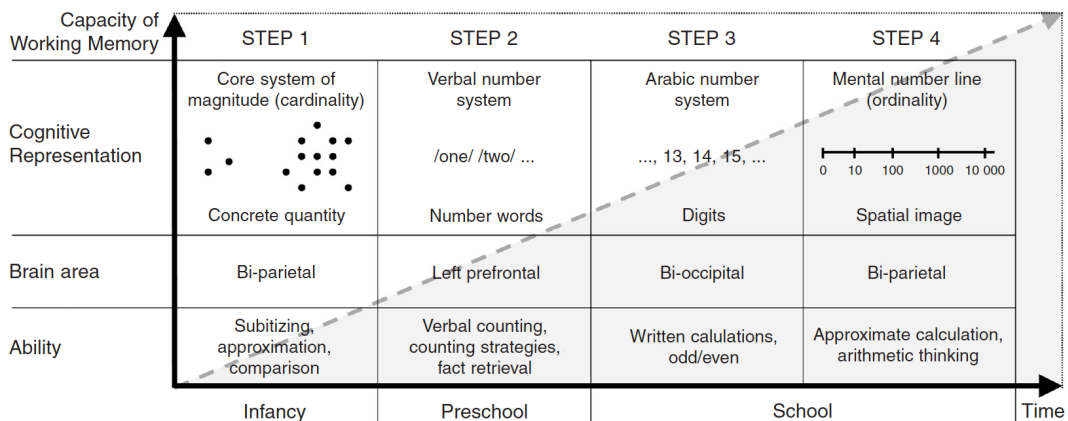 Capacity of
Working Memory
STEP 1
STEP 2
STEP 3
STEP 4
Cognitive
Representation
Core system of
magnitude (cardinality)
Concrete quantity
Verbal number
system
/one/ /two/ ...
Number words
Arabic number
system
..., 13, 14, 15, ...
Digits
Mental number line
(ordinality)
0 10 100 1000 10 000
Spatial image
Brain area
Bi-parietal
Left prefrontal
Bi-occipital
Bi-parietal
Ability
Subitizing,
approximation,
comparison
Verbal counting,
counting strategies,
fact retrieval
Written calulations,
odd/even
Approximate calculation,
arithmetic thinking
Infancy
Preschool
School
Time